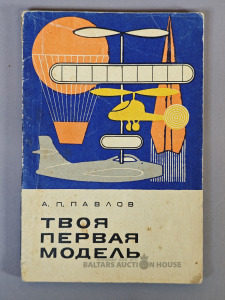 А. П. ПАВЛОВ
ТВОЯ
ПЕРВАЯ
МОДЕЛЬ
BALTARS AUCTION HOUSE